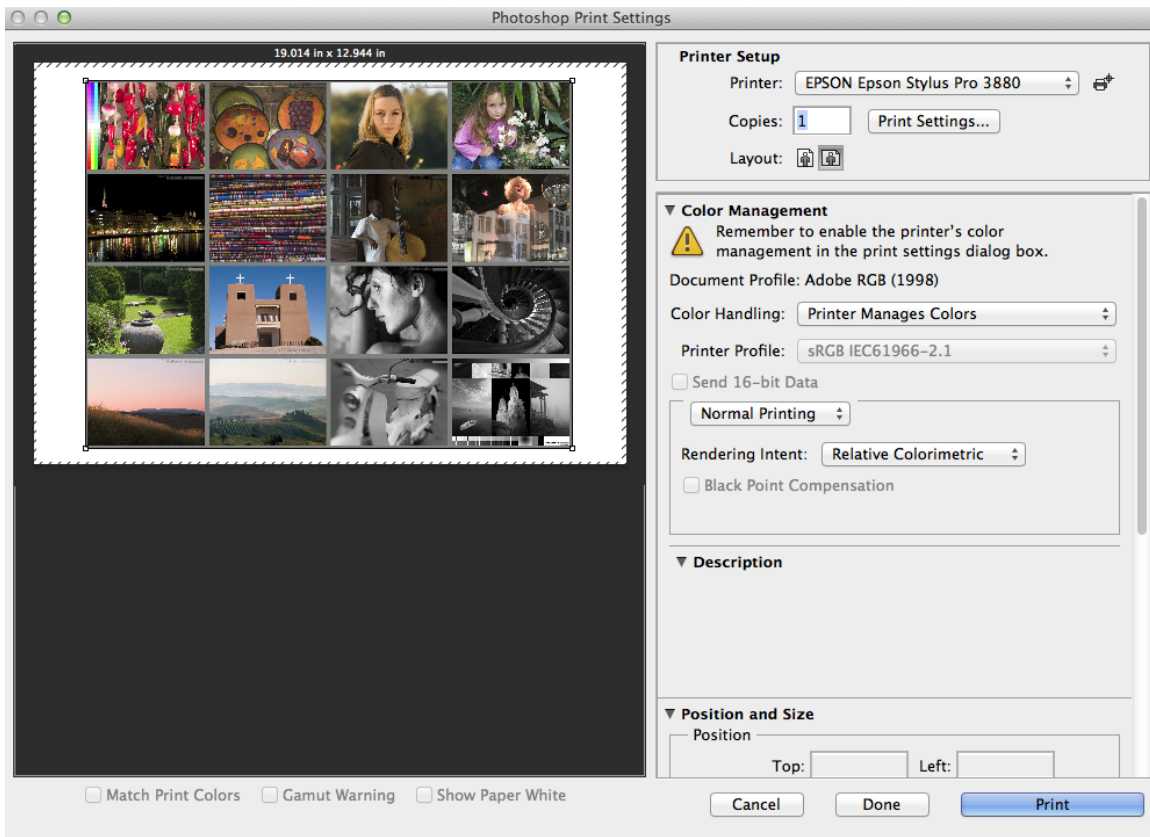 Photoshop Print Settings
19.014 in x 12.944 in
Printer Setup
Printer: EPSON Epson Stylus Pro 3880
Copies: 1 Print Settings...
Layout:
Color Management
Remember to enable the printer's color
management in the print settings dialog box.
Document Profile: Adobe RGB (1998)
Color Handling: Printer Manages Colors
Printer Profile: sRGB IEC61966-2.1
Send 16-bit Data
Normal Printing
Rendering Intent: Relative Colorimetric
Black Point Compensation
Description
Position and Size
Position
Top: Left:
Match Print Colors Gamut Warning Show Paper White
Cancel Done Print